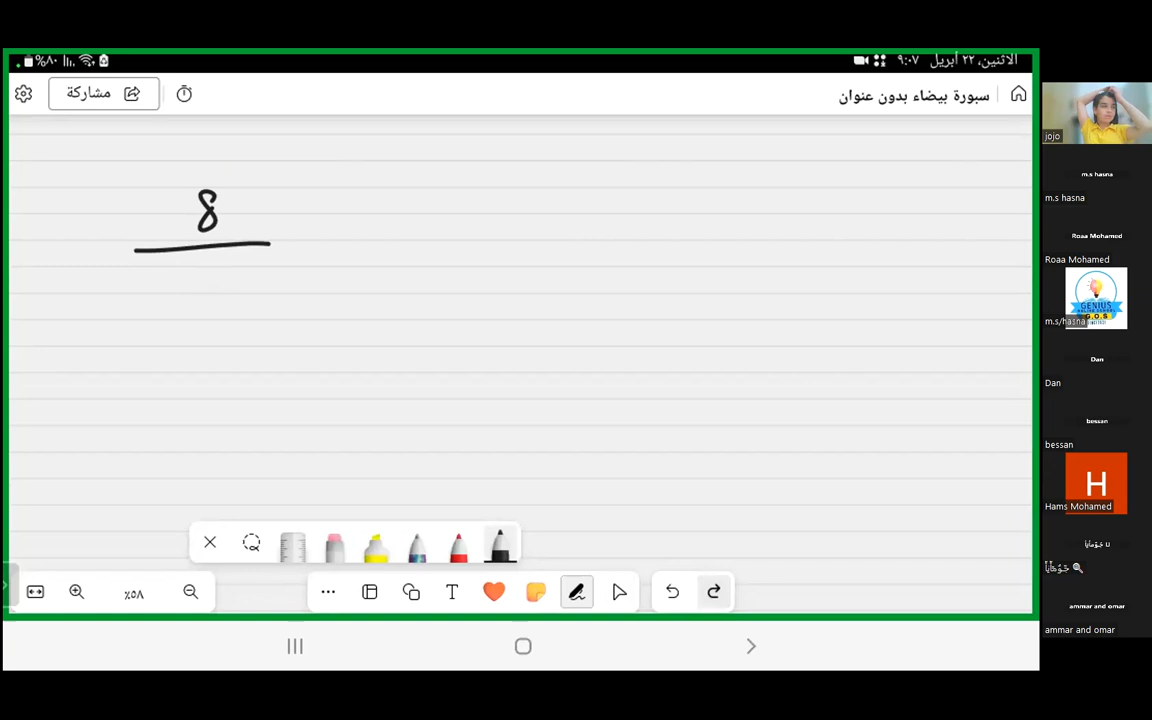 الاثنين، ٢٢ أبريل ٩:٠٧
٨٠%
سبورة بيضاء بدون عنوان
مشاركة
8
T
٥٨٪
jojo
m.s hasna
m.s hasna
Roaa Mohamed
Roaa Mohamed
GENIUS
G.O.S
m.s/hasna
Dan
Dan
bessan
bessan
H
Hams Mohamed
ammar and omar
ammar and omar